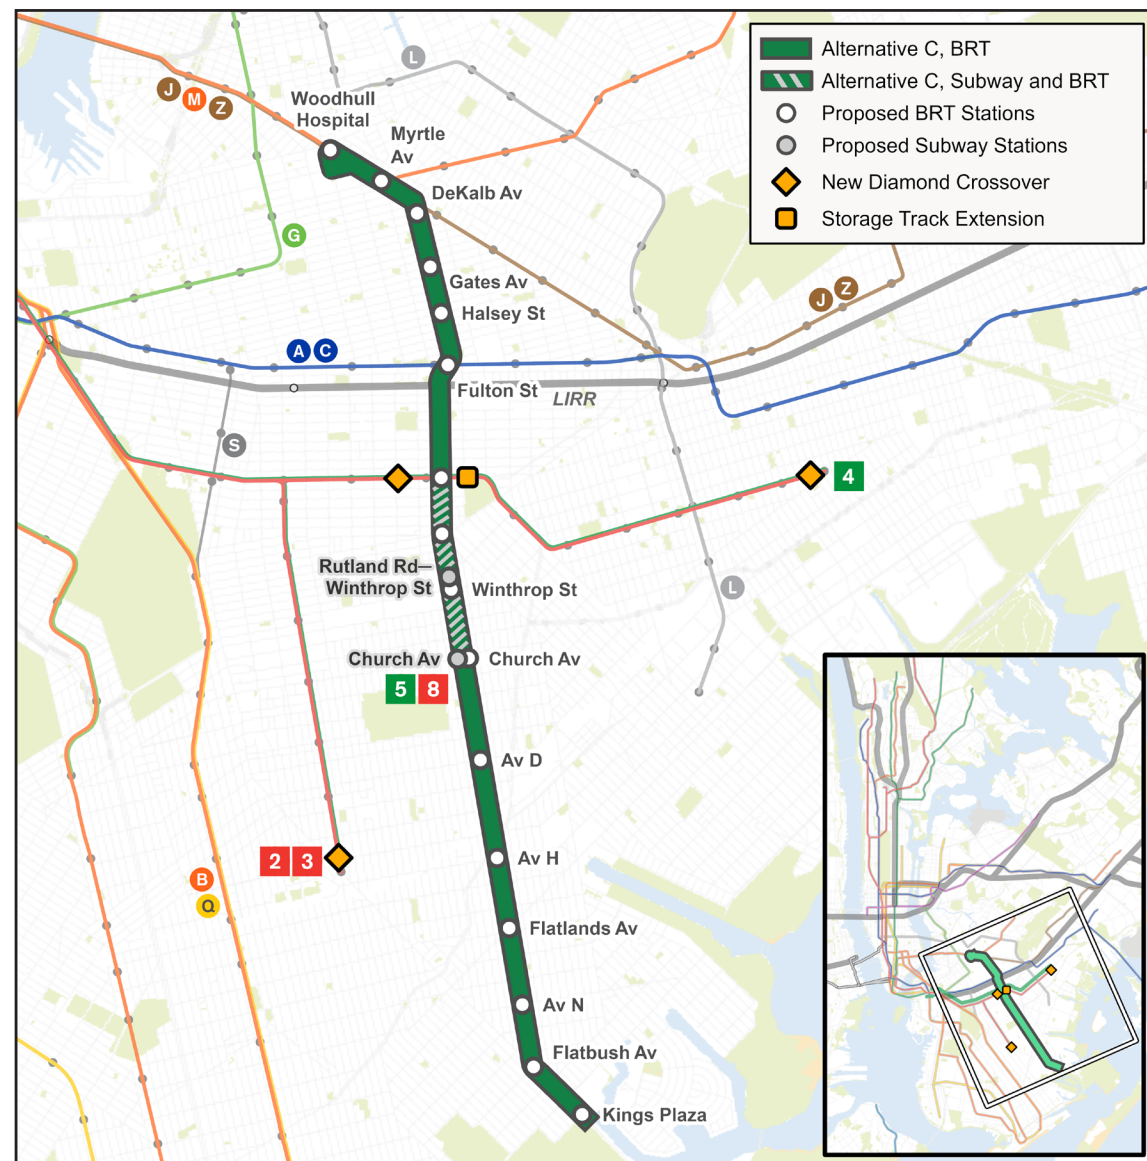 Alternative C, BRT
Alternative C, Subway and BRT
Proposed BRT Stations
Proposed Subway Stations
New Diamond Crossover
Storage Track Extension
L
J
M
Z
Woodhull
Hospital
Myrtle
Av
DeKalb Av
G
Gates Av
Halsey St
J
Z
A
C
Fulton St
LIRR
S
4
Rutland Rd—
Winthrop St
Winthrop St
L
Church Av
Church Av
5
8
Av D
2
3
Av H
B
Q
Flatlands Av
Av N
Flatbush Av
Kings Plaza